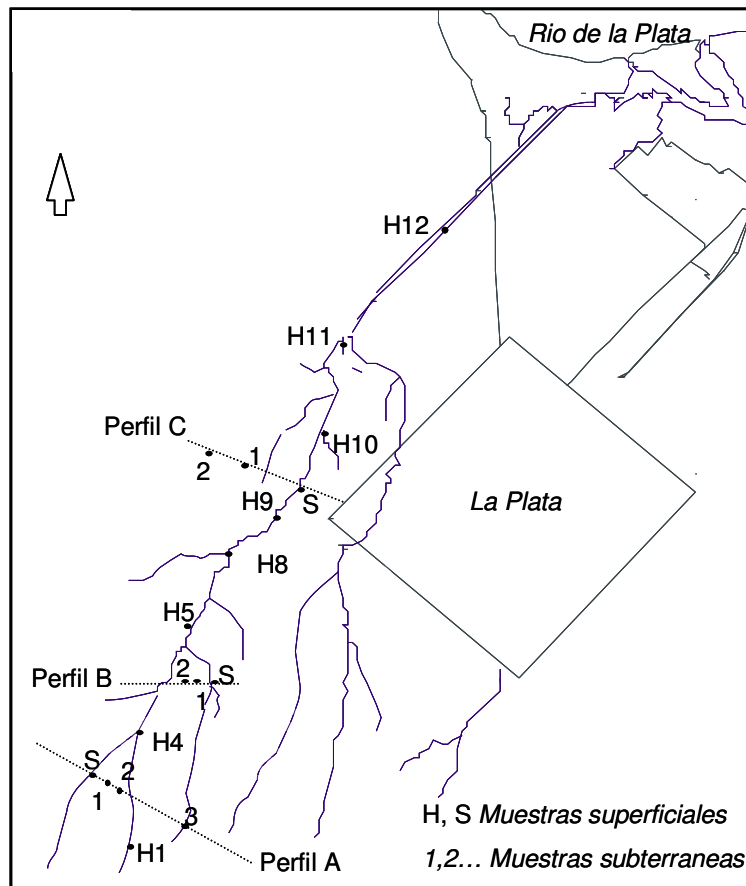 Rio de la Plata
H12
H11
Perfil C
H10
1
2
S
H9
La Plata
H8
H5
2
S
Perfil B
1
H4
S
2
1
3
H, S Muestras superficiales
H1
Perfil A
1,2... Muestras subterraneas